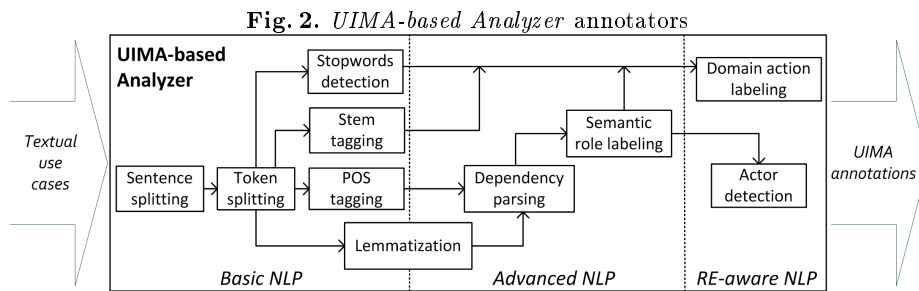 Fig. 2. UIMA-based Analyzer annotators
UIMA-based
Analyzer
Textual
use
cases
Sentence
splitting
Token
splitting
Stopwords
detection
Stem
tagging
POS
tagging
Lemmatization
Dependency
parsing
Semantic
role labeling
Domain action
labeling
Actor
detection
UIMA
annotations
Basic NLP
Advanced NLP
RE-aware NLP